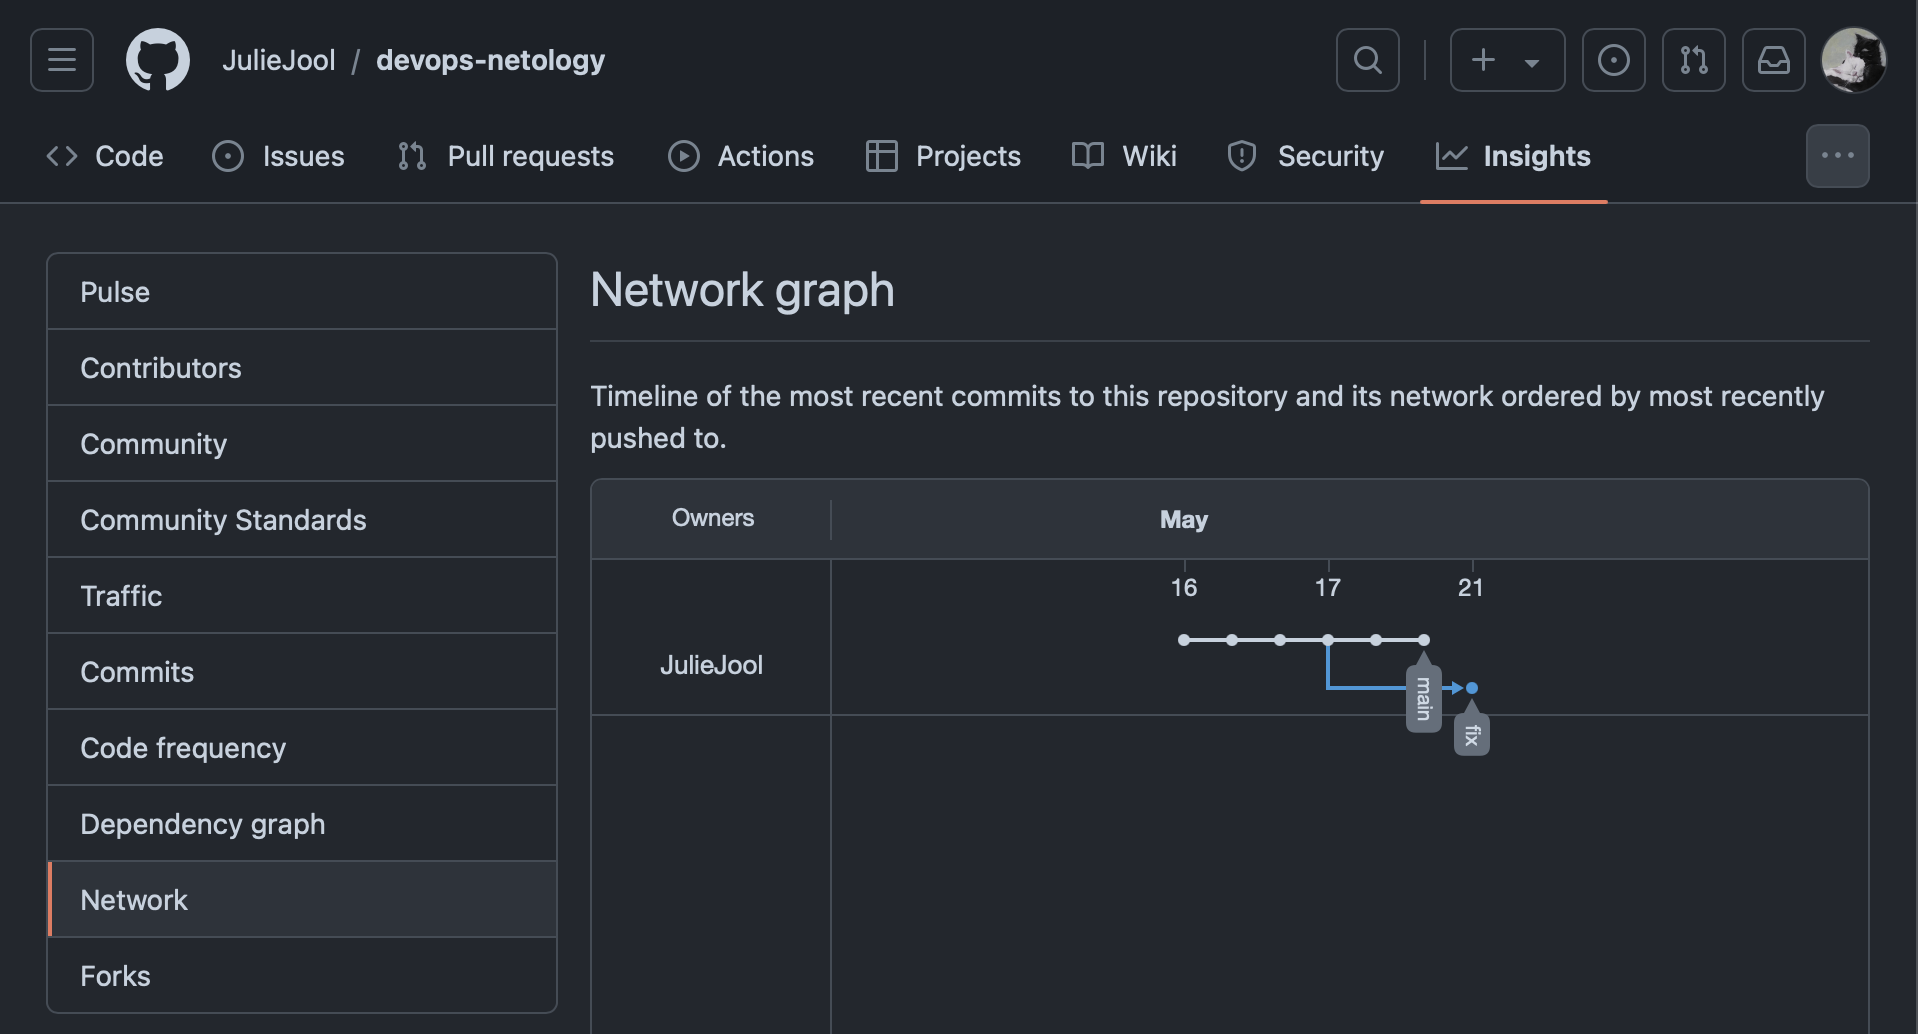 JulieJool / devops-netology
Code Issues Pull requests Actions Projects Wiki Security Insights
Pulse
Contributors
Community
Community Standards
Traffic
Commits
Code frequency
Dependency graph
Network
Forks
Network graph
Timeline of the most recent commits to this repository and its network ordered by most recently
pushed to.
Owners May
16 17 21
JulieJool
main
fix